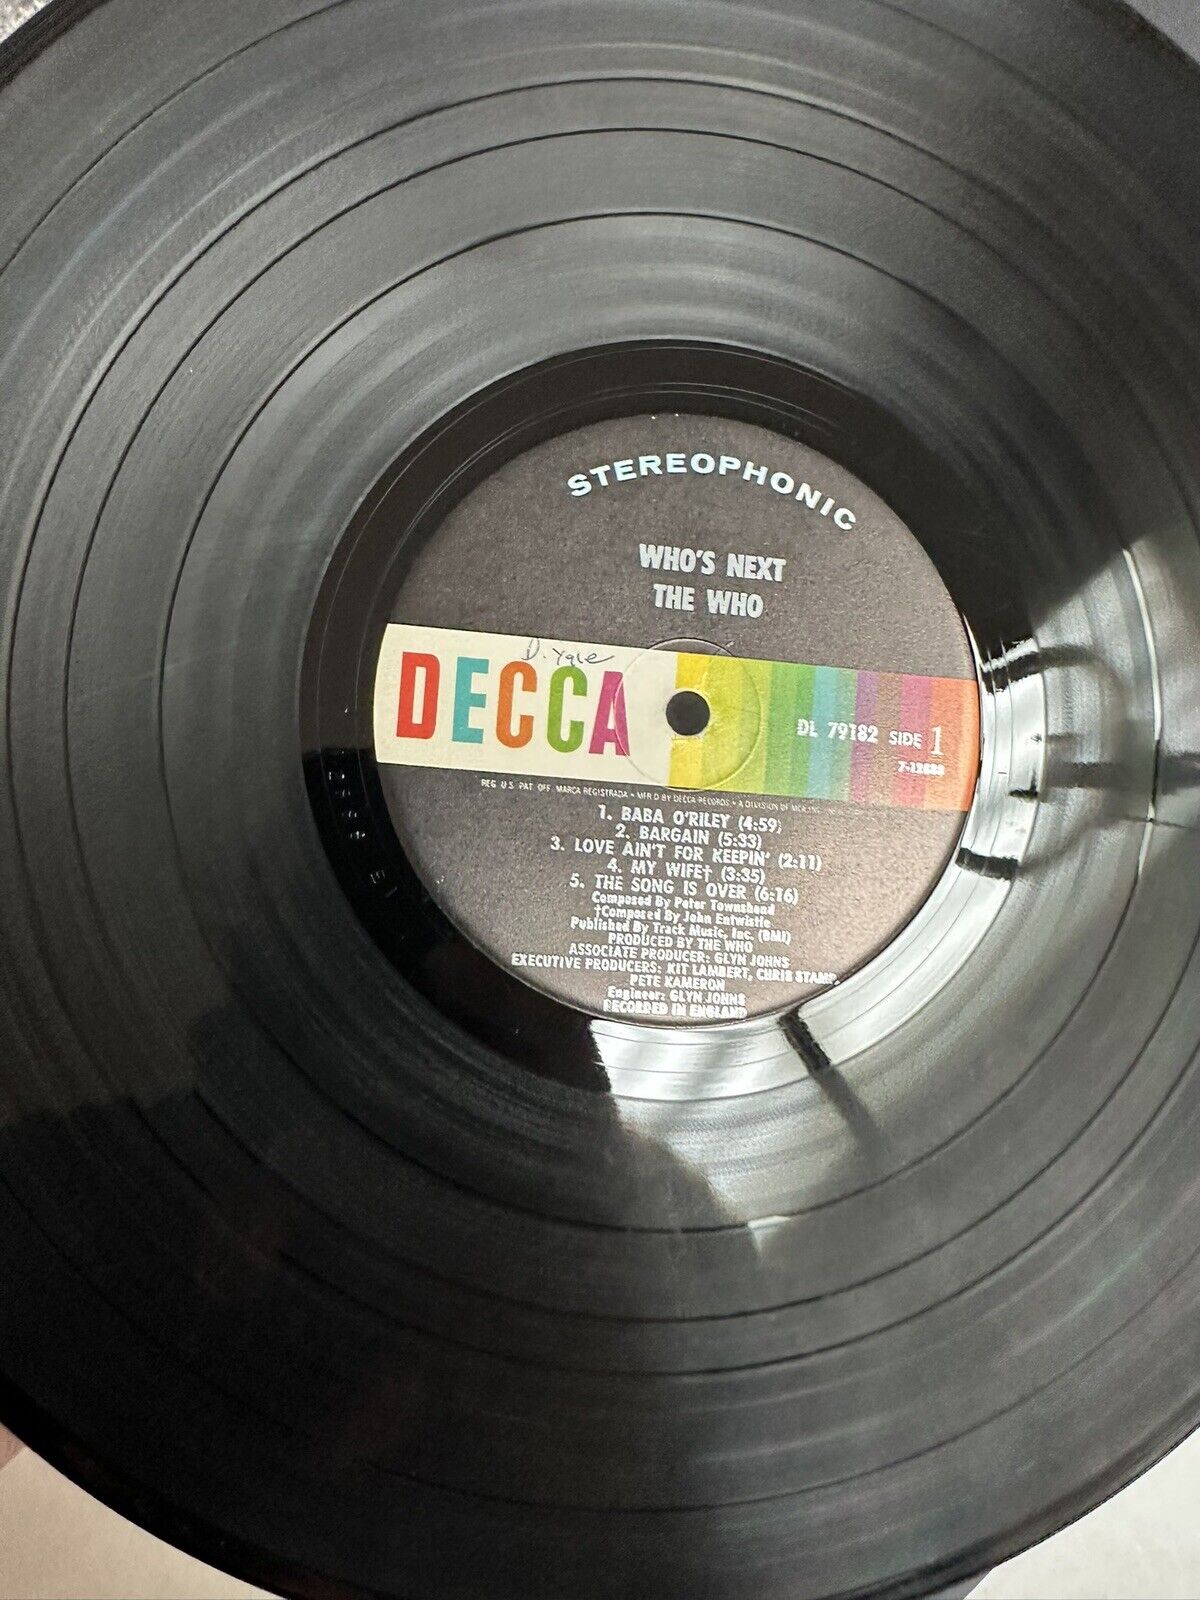 STEREOPHONIC
WHO'S NEXT
THE WHO
DECCA
DL 79182 SIDE 1
REG. U.S. PAT. OFF. MARCA REGISTRADA • MFR'D BY DECCA RECORDS • A DIVISION OF MCA
1. BABA O'RILEY (4:59)
2. BARGAIN (5:33)
3. LOVE AIN'T FOR KEEPIN' (2:11)
4. MY WIFE† (3:35)
5. THE SONG IS OVER (6:16)
Composed By Peter Townshend
†Composed By John Entwistle
Published By Track Music, Inc. (BMI)
PRODUCED BY THE WHO
ASSOCIATE PRODUCER: GLYN JOHNS
EXECUTIVE PRODUCERS: KIT LAMBERT, CHRIS STAMP,
PETE KAMERON
Engineer: GLYN JOHNS
RECORDED IN ENGLAND